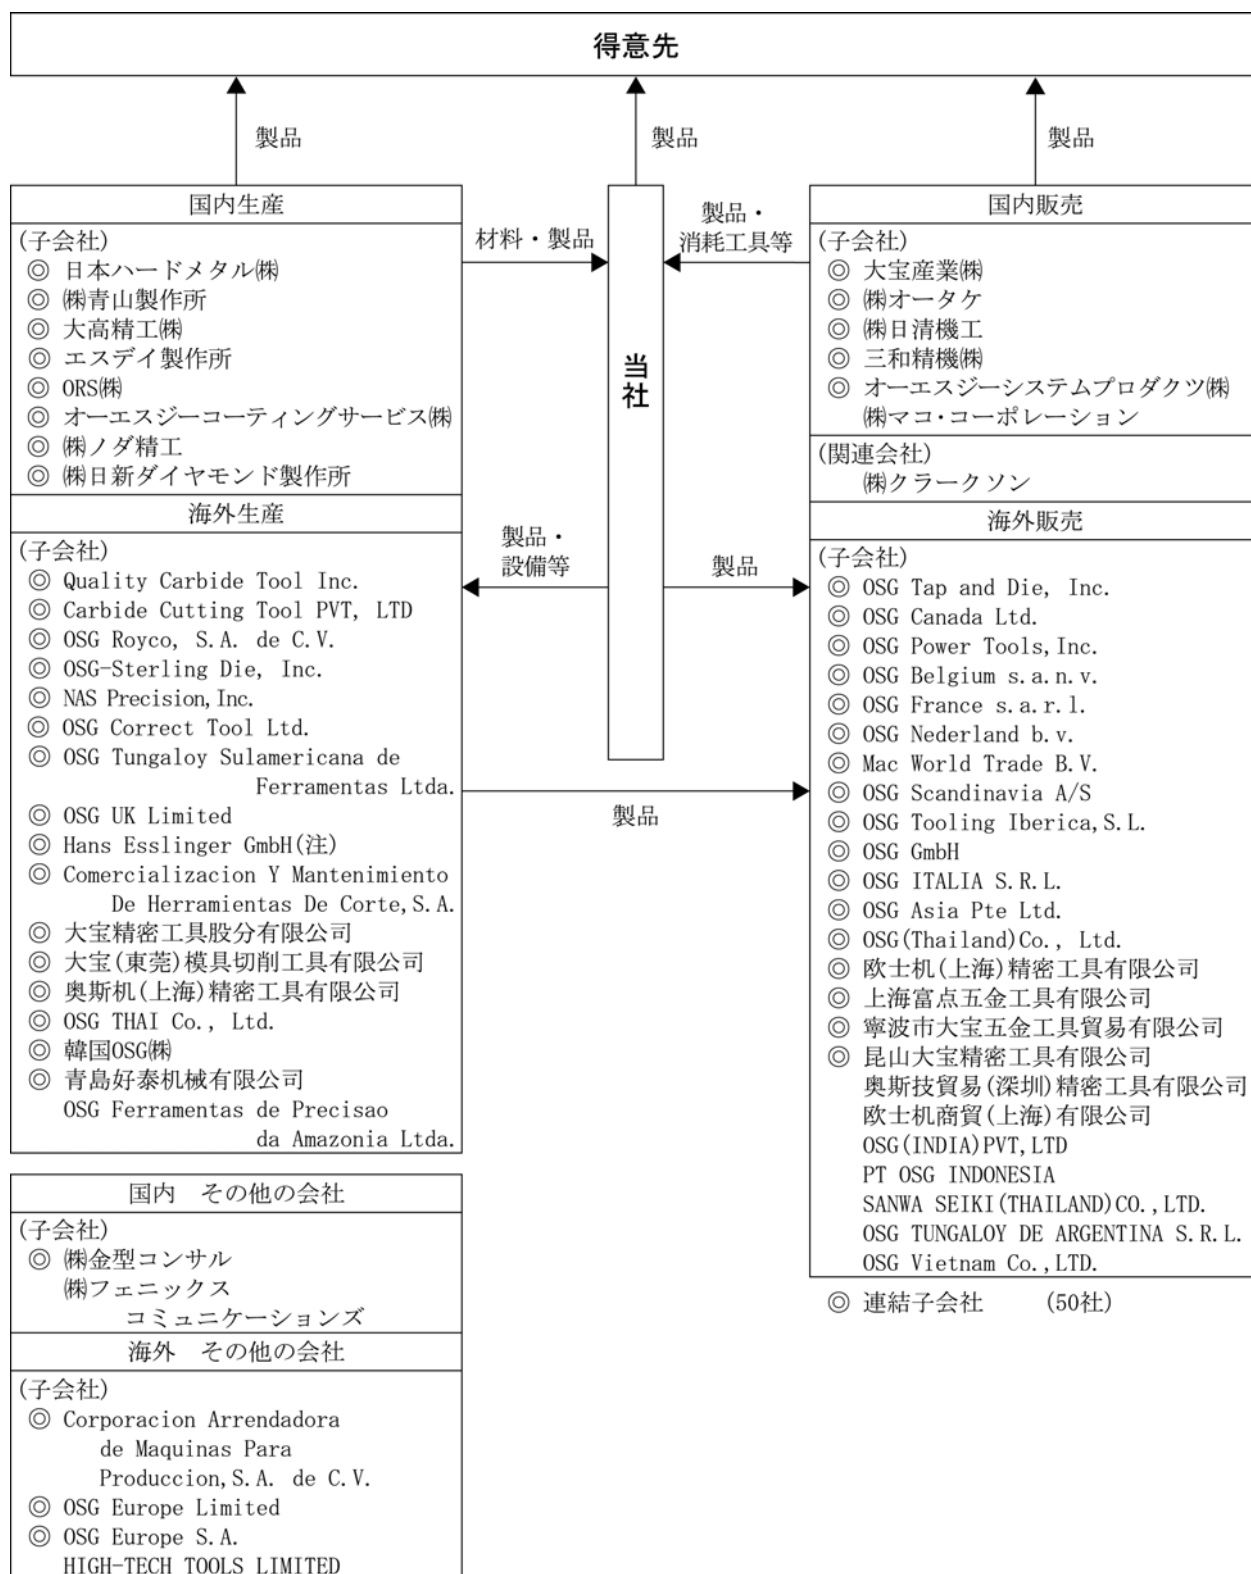 得意先
製品
製品
製品
国内生産
(子会社)
◎ 日本ハードメタル㈱
◎ ㈱青山製作所
◎ 大高精工㈱
◎ エスデイ製作所
◎ ORS㈱
◎ オーエスジーコーティングサービス㈱
◎ ㈱ノダ精工
◎ ㈱日新ダイヤモンド製作所
海外生産
(子会社)
◎ Quality Carbide Tool Inc.
◎ Carbide Cutting Tool PVT, LTD
◎ OSG Royco, S.A. de C.V.
◎ OSG-Sterling Die, Inc.
◎ NAS Precision,Inc.
◎ OSG Correct Tool Ltd.
◎ OSG Tungaloy Sulamericana de
Ferramentas Ltda.
◎ OSG UK Limited
◎ Hans Esslinger GmbH(注)
◎ Comercializacion Y Mantenimiento
De Herramientas De Corte,S.A.
◎ 大宝精密工具股分有限公司
◎ 大宝(東莞)模具切削工具有限公司
◎ 奥斯机(上海)精密工具有限公司
◎ OSG THAI Co., Ltd.
◎ 韓国OSG㈱
◎ 青島好泰机械有限公司
OSG Ferramentas de Precisao
da Amazonia Ltda.
材料・製品
製品・
設備等
当社
製品・
消耗工具等
製品
製品
国内販売
(子会社)
◎ 大宝産業㈱
◎ ㈱オータケ
◎ ㈱日清機工
◎ 三和精機㈱
◎ オーエスジーシステムプロダクツ㈱
㈱マコ・コーポレーション
(関連会社)
㈱クラークソン
海外販売
(子会社)
◎ OSG Tap and Die, Inc.
◎ OSG Canada Ltd.
◎ OSG Power Tools,Inc.
◎ OSG Belgium s.a.n.v.
◎ OSG France s.a.r.l.
◎ OSG Nederland b.v.
◎ Mac World Trade B.V.
◎ OSG Scandinavia A/S
◎ OSG Tooling Iberica,S.L.
◎ OSG GmbH
◎ OSG ITALIA S.R.L.
◎ OSG Asia Pte Ltd.
◎ OSG(Thailand)Co., Ltd.
◎ 欧士机(上海)精密工具有限公司
◎ 上海富点五金工具有限公司
◎ 寧波市大宝五金工具貿易有限公司
◎ 昆山大宝精密工具有限公司
奥斯技貿易(深圳)精密工具有限公司
欧士机商貿(上海)有限公司
OSG(INDIA)PVT,LTD
PT OSG INDONESIA
SANWA SEIKI(THAILAND)CO.,LTD.
OSG TUNGALOY DE ARGENTINA S.R.L.
OSG Vietnam Co.,LTD.
◎ 連結子会社 (50社)
国内 その他の会社
(子会社)
◎ ㈱金型コンサル
㈱フェニックス
コミュニケーションズ
海外 その他の会社
(子会社)
◎ Corporacion Arrendadora
de Maquinas Para
Produccion,S.A. de C.V.
◎ OSG Europe Limited
◎ OSG Europe S.A.
HIGH-TECH TOOLS LIMITED